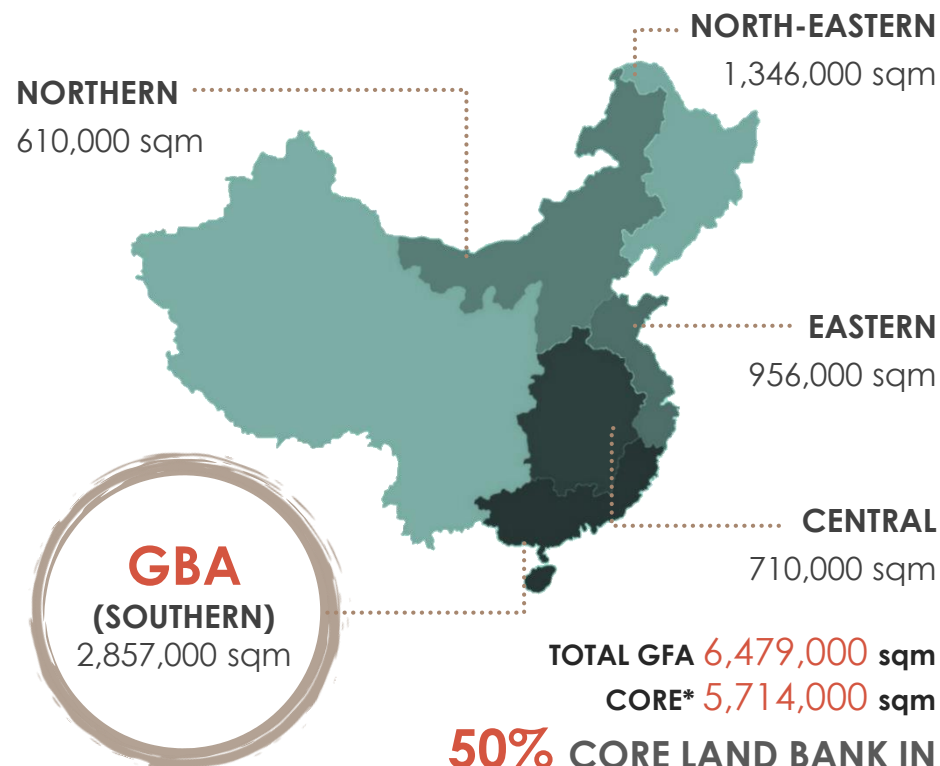 NORTH-EASTERN
1,346,000 sqm
NORTHERN
610,000 sqm
EASTERN
956,000 sqm
CENTRAL
710,000 sqm
GBA
(SOUTHERN)
2,857,000 sqm
TOTAL GFA 6,479,000 sqm
CORE* 5,714,000 sqm
50% CORE LAND BANK IN